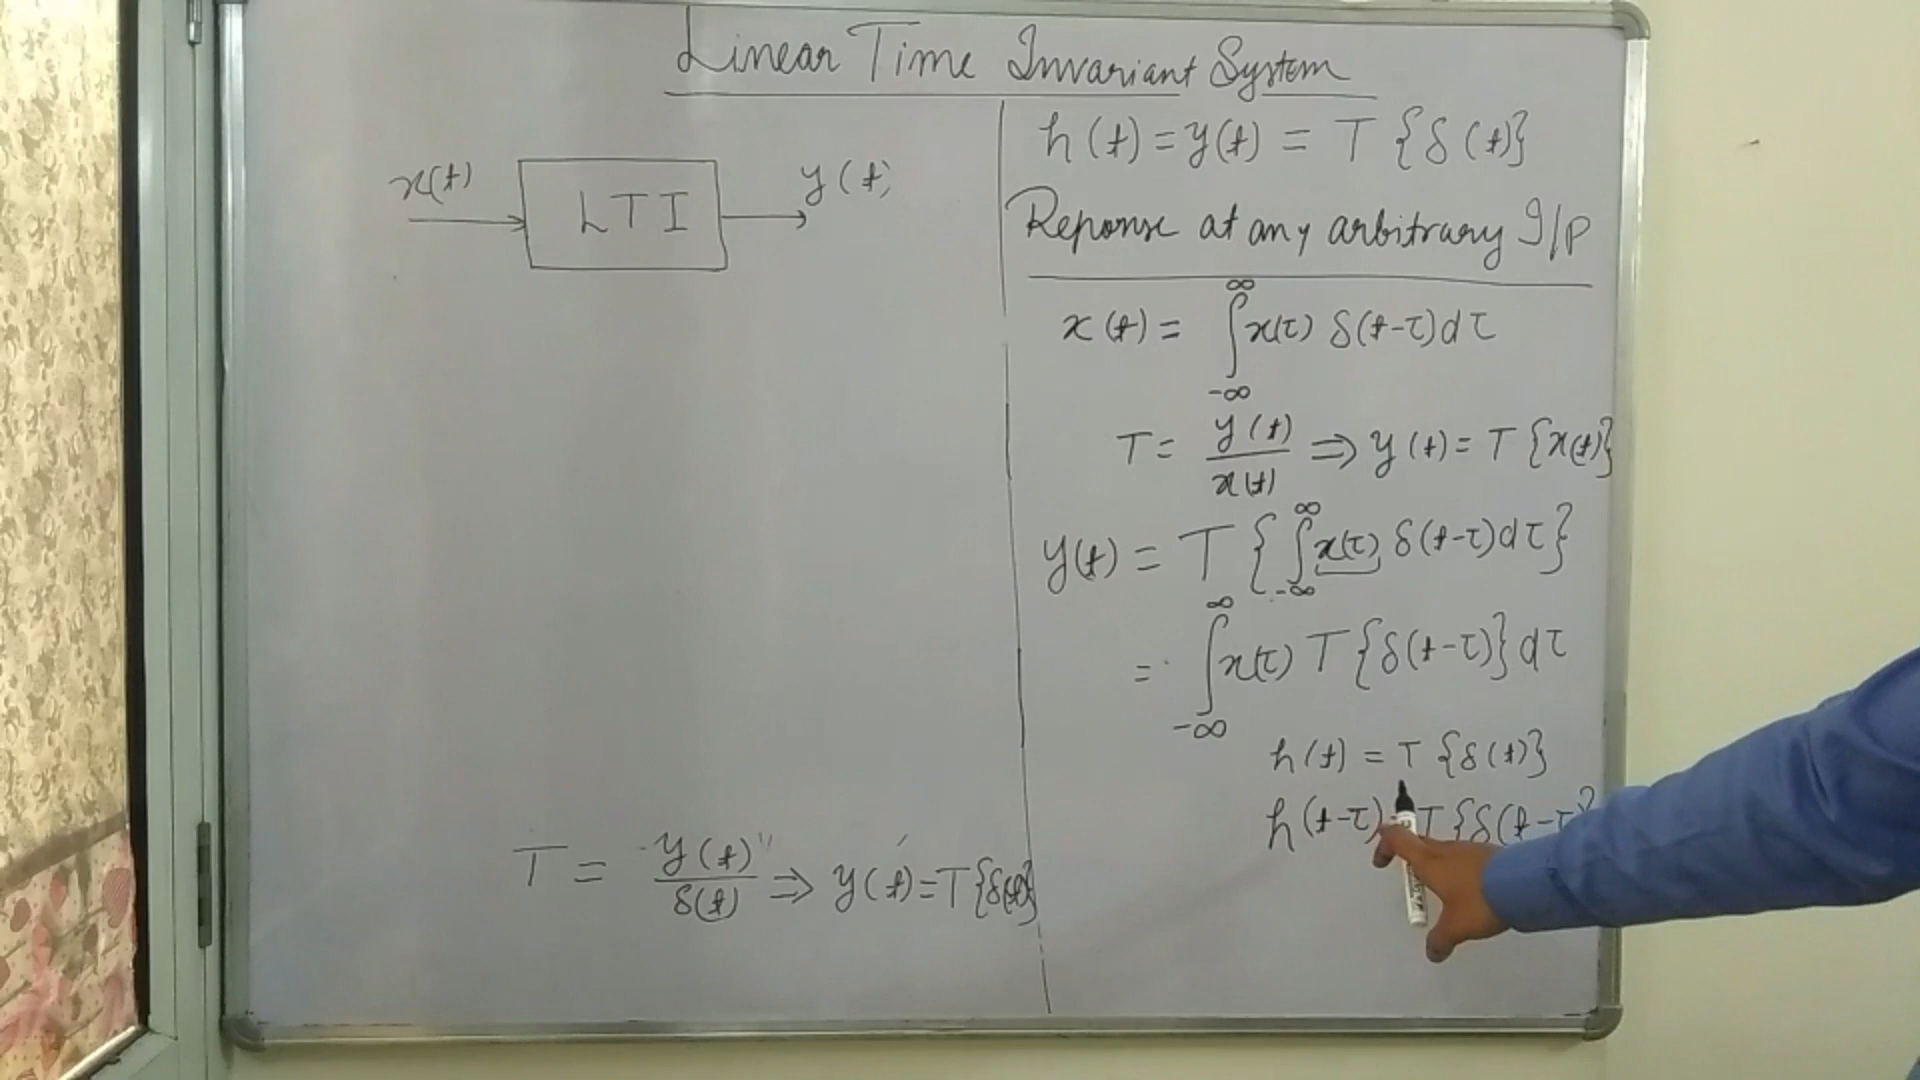 Linear Time Invariant System
x(t)
LTI
y(t)
T = y(t)/δ(t) ⇒ y(t)=T{δ(t)}
h(t)=y(t) = T{δ(t)}
Reponse at any arbitrary I/P
x(t) = ∫_{-∞}^{∞} x(τ) δ(t-τ)dτ
T = y(t)/x(t) ⇒ y(t) = T{x(t)}
y(t) = T{∫_{-∞}^{∞} x(τ) δ(t-τ)dτ}
= ∫_{-∞}^{∞} x(τ) T{δ(t-τ)}dτ
h(t) = T{δ(t)}
h(t-τ) = T{δ(t-τ)}